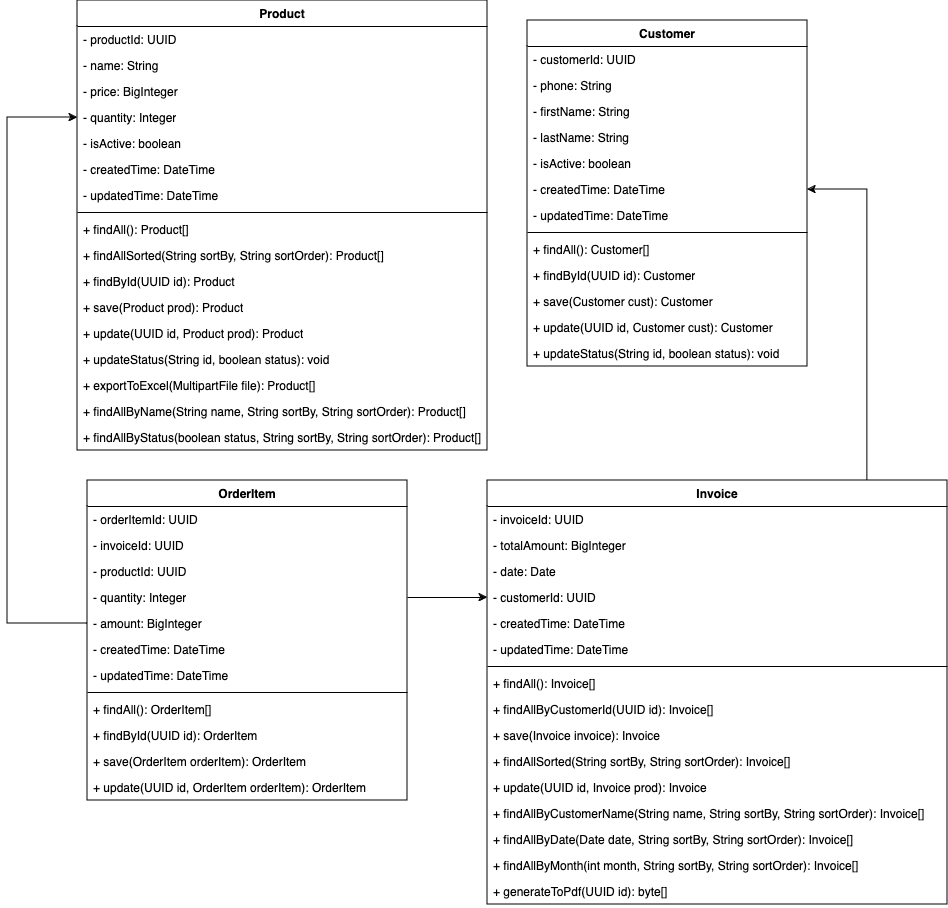 Product
- productId: UUID
- name: String
- price: BigInteger
- quantity: Integer
- isActive: boolean
- createdTime: DateTime
- updatedTime: DateTime
+ findAll(): Product[]
+ findAllSorted(String sortBy, String sortOrder): Product[]
+ findById(UUID id): Product
+ save(Product prod): Product
+ update(UUID id, Product prod): Product
+ updateStatus(String id, boolean status): void
+ exportToExcel(MultipartFile file): Product[]
+ findAllByName(String name, String sortBy, String sortOrder): Product[]
+ findAllByStatus(boolean status, String sortBy, String sortOrder): Product[]
Customer
- customerId: UUID
- phone: String
- firstName: String
- lastName: String
- isActive: boolean
- createdTime: DateTime
- updatedTime: DateTime
+ findAll(): Customer[]
+ findById(UUID id): Customer
+ save(Customer cust): Customer
+ update(UUID id, Customer cust): Customer
+ updateStatus(String id, boolean status): void
OrderItem
- orderItemId: UUID
- invoiceId: UUID
- productId: UUID
- quantity: Integer
- amount: BigInteger
- createdTime: DateTime
- updatedTime: DateTime
+ findAll(): OrderItem[]
+ findById(UUID id): OrderItem
+ save(OrderItem orderItem): OrderItem
+ update(UUID id, OrderItem orderItem): OrderItem
Invoice
- invoiceId: UUID
- totalAmount: BigInteger
- date: Date
- customerId: UUID
- createdTime: DateTime
- updatedTime: DateTime
+ findAll(): Invoice[]
+ findAllByCustomerId(UUID id): Invoice[]
+ save(Invoice invoice): Invoice
+ findAllSorted(String sortBy, String sortOrder): Invoice[]
+ update(UUID id, Invoice prod): Invoice
+ findAllByCustomerName(String name, String sortBy, String sortOrder): Invoice[]
+ findAllByDate(Date date, String sortBy, String sortOrder): Invoice[]
+ findAllByMonth(int month, String sortBy, String sortOrder): Invoice[]
+ generateToPdf(UUID id): byte[]